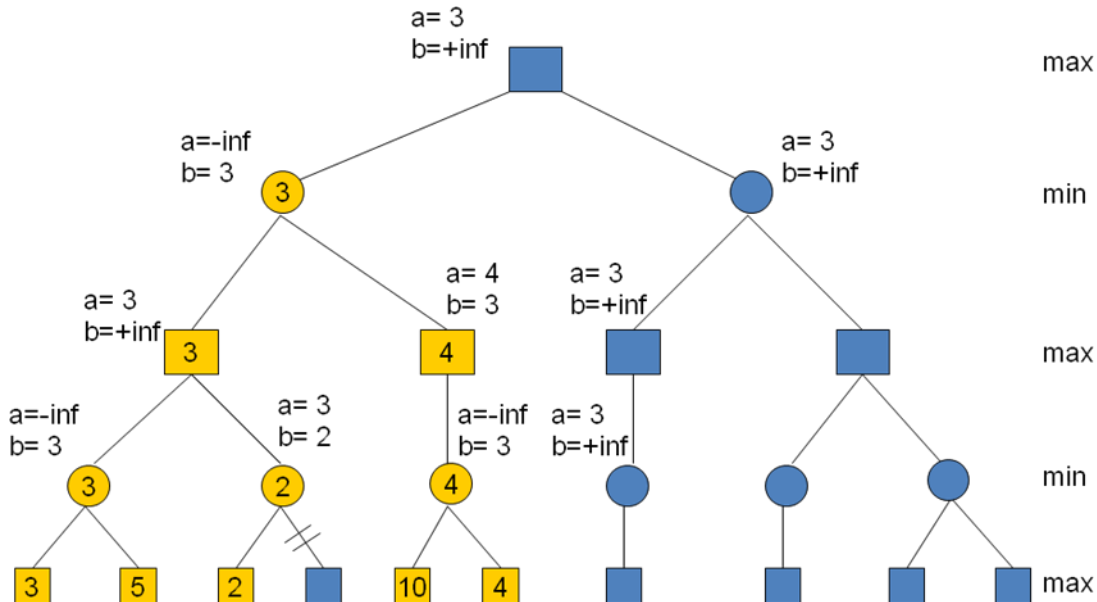 a= 3
b=+inf
max
a=-inf
b= 3
a= 3
b=+inf
3
min
a= 3
b=+inf
a= 4
b= 3
a= 3
b=+inf
3
4
max
a=-inf
b= 3
a= 3
b= 2
a=-inf
b= 3
a= 3
b=+inf
3
2
4
min
3
5
2
10
4
max